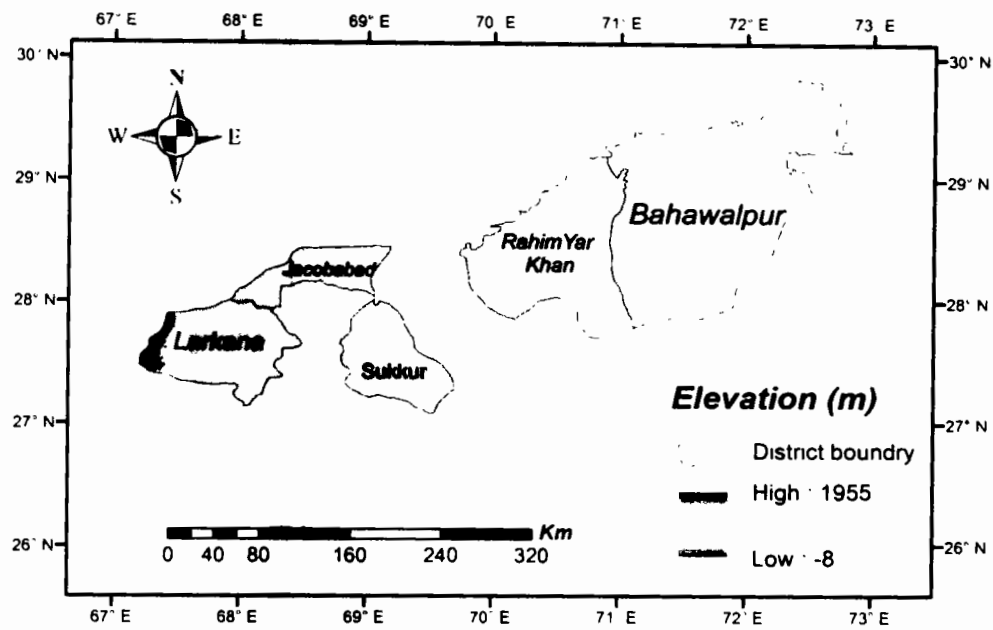 67° E 68° E 69° E 70° E 71° E 72° E 73° E
30° N 30° N
N
W E
S
29° N 29° N
Bahawalpur
Rahim Yar
Khan
Jacobabad
28° N 28° N
Larkana
Sukkur
Elevation (m)
27° N 27° N
District boundry
High : 1955
Km
26° N 26° N
0 40 80 160 240 320
Low : -8
67° E 68° E 69° E 70° E 71° E 72° E 73° E